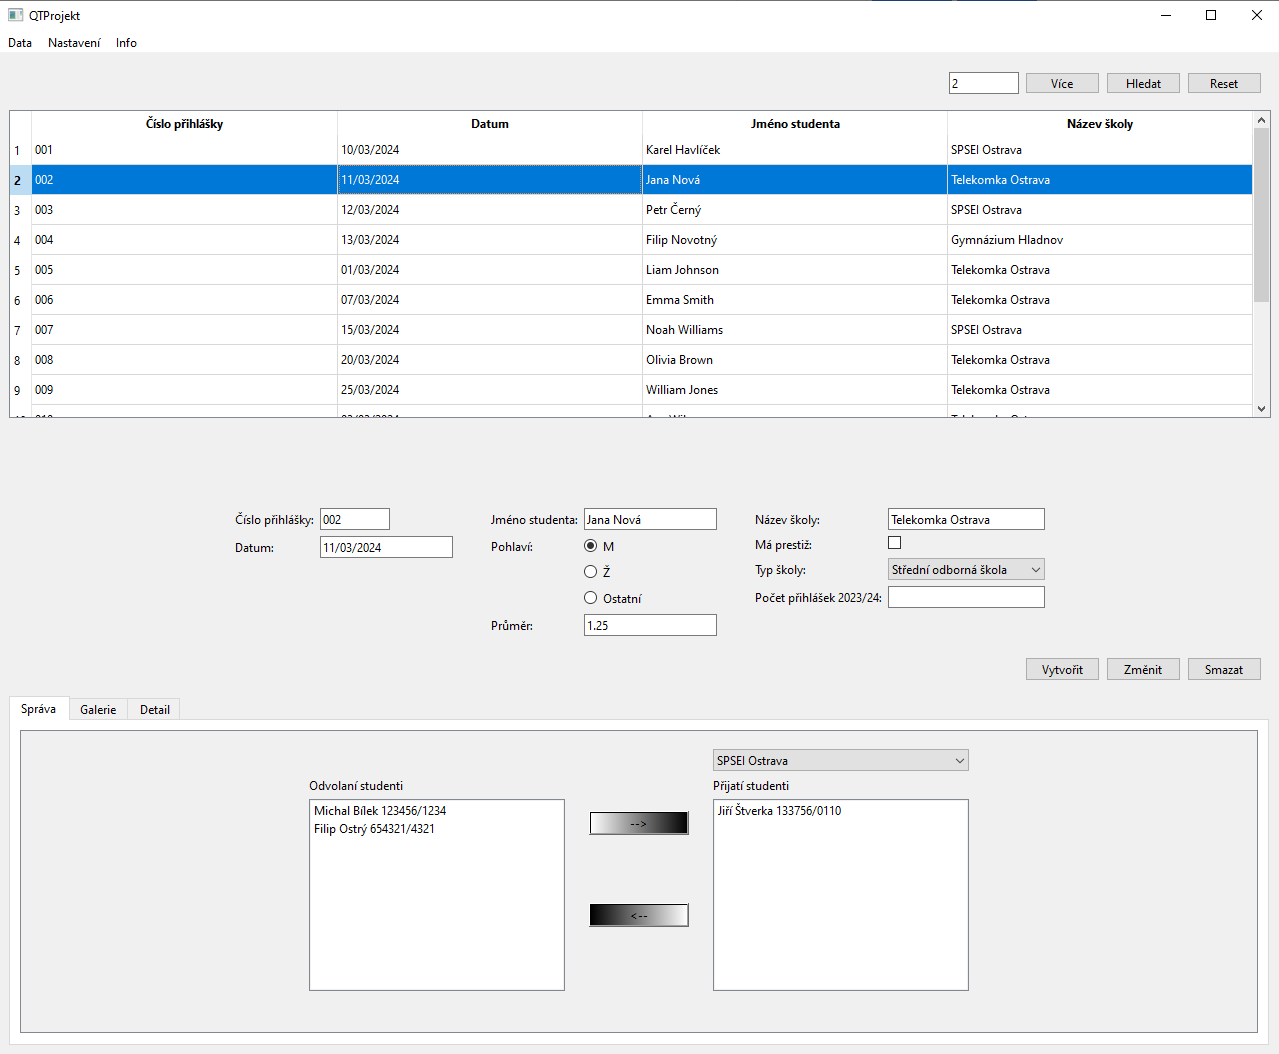 QTProjekt
Data Nastavení Info
2 Více Hledat Reset
Číslo přihlášky Datum Jméno studenta Název školy
1 001 10/03/2024 Karel Havlíček SPSEI Ostrava
2 002 11/03/2024 Jana Nová Telekomka Ostrava
3 003 12/03/2024 Petr Černý SPSEI Ostrava
4 004 13/03/2024 Filip Novotný Gymnázium Hladnov
5 005 01/03/2024 Liam Johnson Telekomka Ostrava
6 006 07/03/2024 Emma Smith Telekomka Ostrava
7 007 15/03/2024 Noah Williams SPSEI Ostrava
8 008 20/03/2024 Olivia Brown Telekomka Ostrava
9 009 25/03/2024 William Jones Telekomka Ostrava
Číslo přihlášky: 002 Jméno studenta: Jana Nová Název školy: Telekomka Ostrava
Datum: 11/03/2024 Pohlaví: M Má prestiž:
Ž Typ školy: Střední odborná škola
Ostatní Počet přihlášek 2023/24:
Průměr: 1.25
Vytvořit Změnit Smazat
Správa Galerie Detail
SPSEI Ostrava
Odvolaní studenti Přijatí studenti
Michal Bílek 123456/1234 --> Jiří Štverka 133756/0110
Filip Ostrý 654321/4321
<--